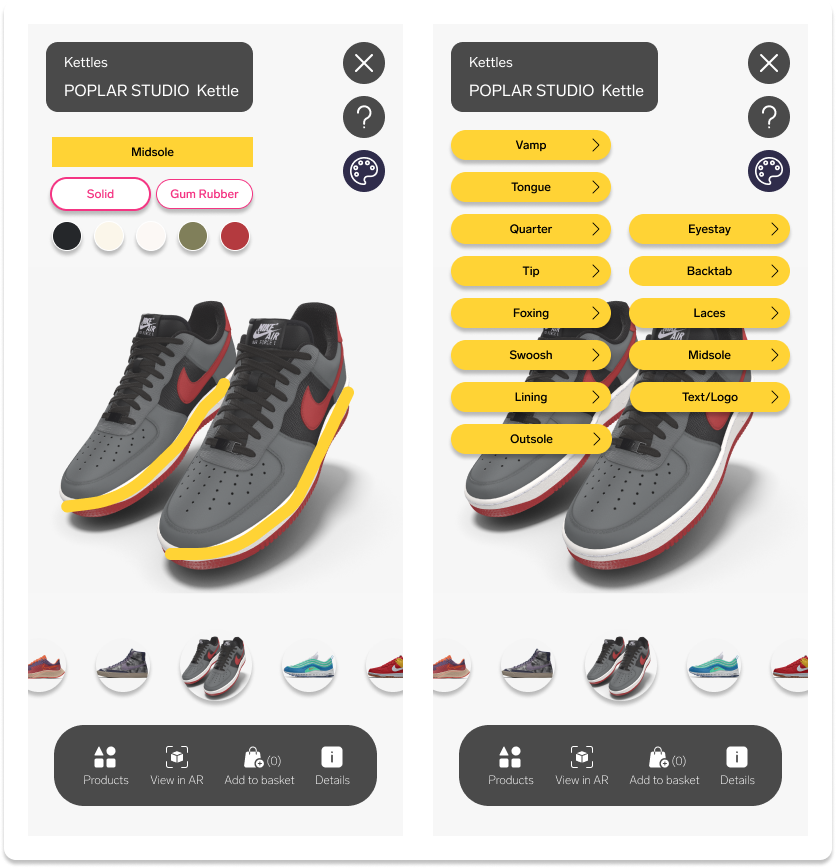 Kettles
POPLAR STUDIO Kettle
Midsole
Solid
Gum Rubber
NIKE
AIR
Products
View in AR
(0)
Add to basket
Details
Kettles
POPLAR STUDIO Kettle
Vamp
Tongue
Quarter
Eyestay
Tip
Backtab
Foxing
Laces
Swoosh
Midsole
Lining
Text/Logo
Outsole
Products
View in AR
(0)
Add to basket
Details